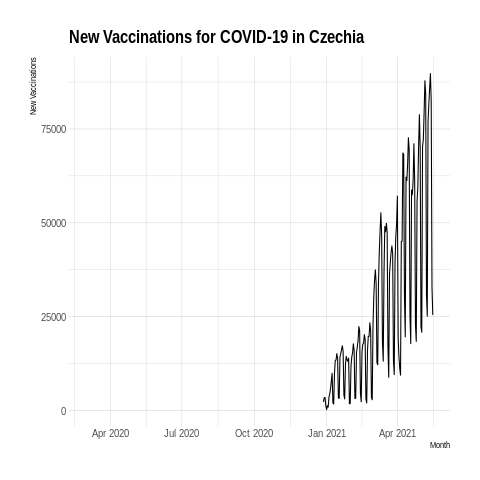 New Vaccinations for COVID-19 in Czechia
New Vaccinations
75000
50000
25000
0
Apr 2020 Jul 2020 Oct 2020 Jan 2021 Apr 2021
Month